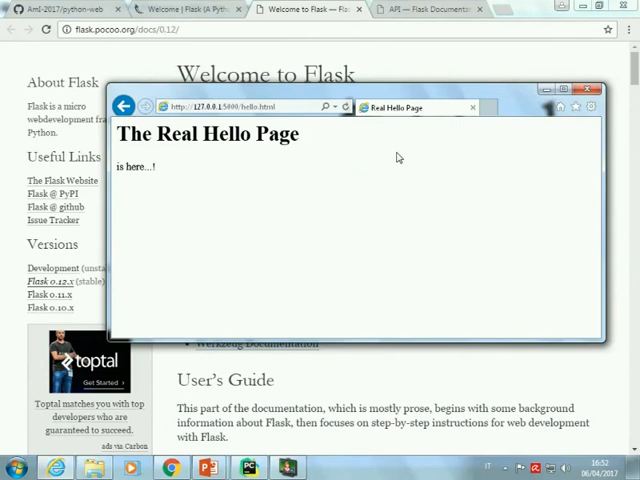 AmI-2017/python-web
Welcome | Flask (A Pyth
Welcome to Flask — Flas
API — Flask Documenta
flask.pocoo.org/docs/0.12/
Welcome to Flask
About Flask
Flask is a micro
webdevelopment fra
Python.
Useful Links
The Flask Website
Flask @ PyPI
Flask @ github
Issue Tracker
Versions
Development (unsta
Flask 0.12.x (stable)
Flask 0.11.x
Flask 0.10.x
http://127.0.0.1:5000/hello.html
Real Hello Page
The Real Hello Page
is here...!
Werkzeug Documentation
toptal
Get Started
Toptal matches you with top
developers who are
guaranteed to succeed.
ads via Carbon
User's Guide
This part of the documentation, which is mostly prose, begins with some background
information about Flask, then focuses on step-by-step instructions for web development
with Flask.
IT
16:52
06/04/2017